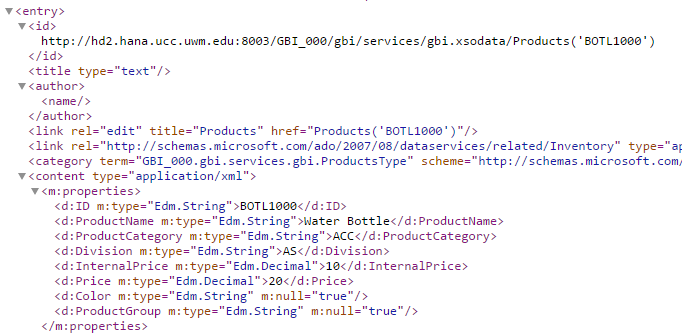 ▼<entry>
▼<id>
http://hd2.hana.ucc.uwm.edu:8003/GBI_000/gbi/services/gbi.xsodata/Products('BOTL1000')
</id>
<title type="text"/>
▼<author>
<name/>
</author>
<link rel="edit" title="Products" href="Products('BOTL1000')"/>
<link rel="http://schemas.microsoft.com/ado/2007/08/dataservices/related/Inventory" type="ap
<category term="GBI_000.gbi.services.gbi.ProductsType" scheme="http://schemas.microsoft.com/
▼<content type="application/xml">
▼<m:properties>
<d:ID m:type="Edm.String">BOTL1000</d:ID>
<d:ProductName m:type="Edm.String">Water Bottle</d:ProductName>
<d:ProductCategory m:type="Edm.String">ACC</d:ProductCategory>
<d:Division m:type="Edm.String">AS</d:Division>
<d:InternalPrice m:type="Edm.Decimal">10</d:InternalPrice>
<d:Price m:type="Edm.Decimal">20</d:Price>
<d:Color m:type="Edm.String" m:null="true"/>
<d:ProductGroup m:type="Edm.String" m:null="true"/>
</m:properties>